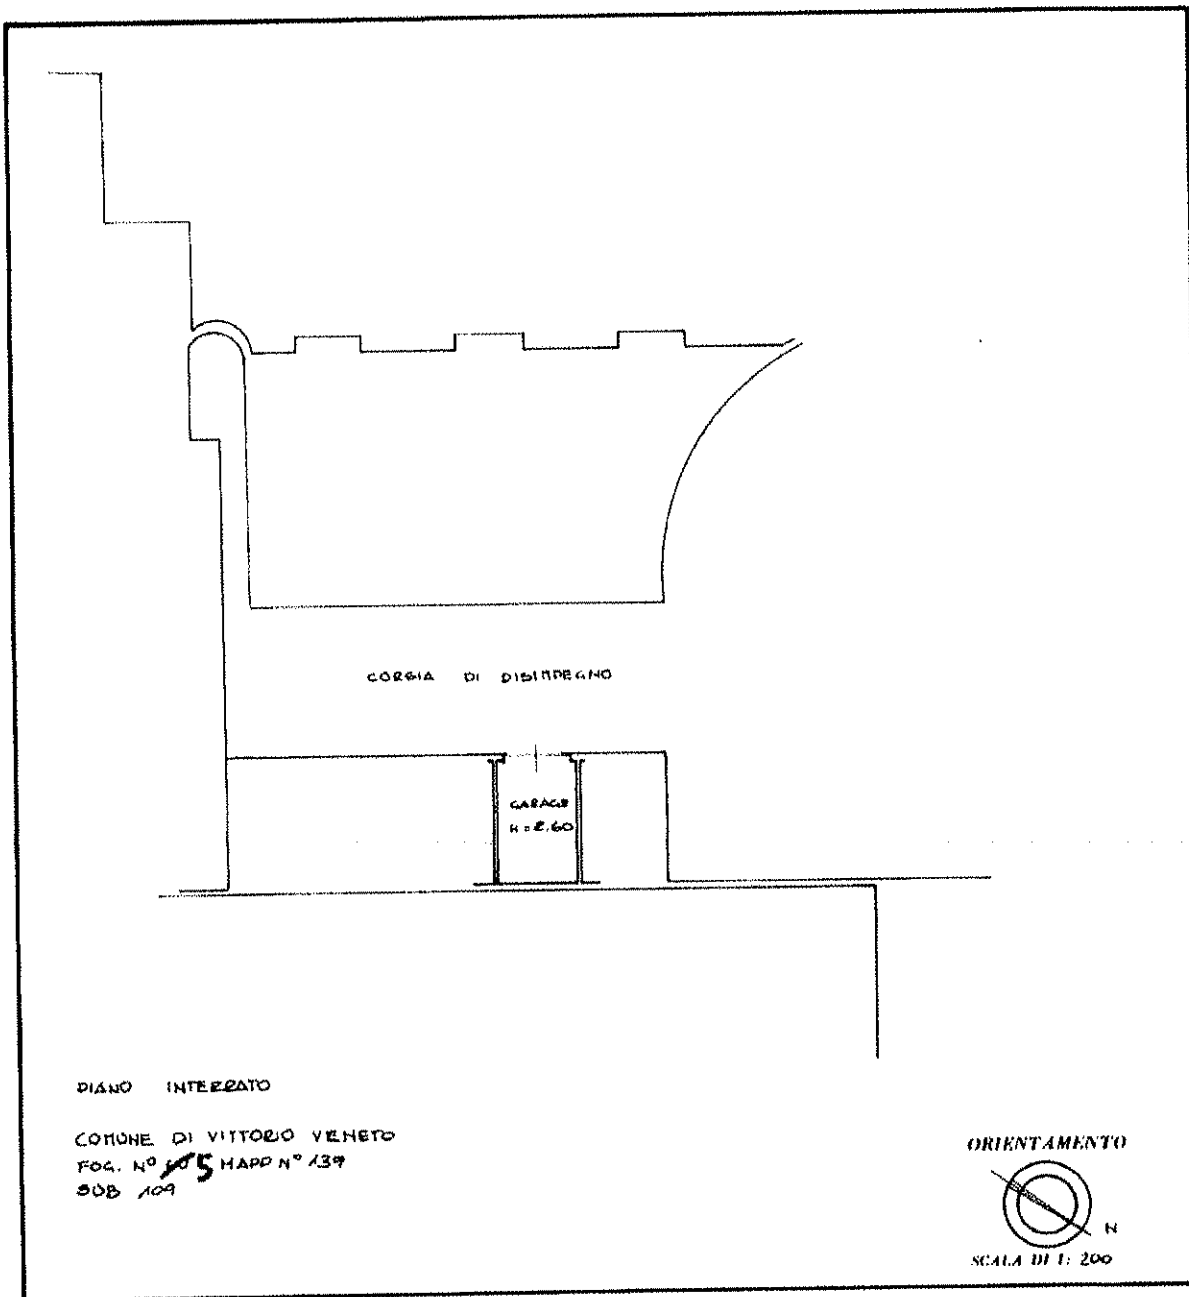 CORSIA DI DISIMPEGNO
GARAGE
H=2.60
PIANO INTERRATO
COMUNE DI VITTORIO VENETO
FOG. N° 5 MAPP N° 139
SUB 109
ORIENTAMENTO
N
SCALA DI 1: 200